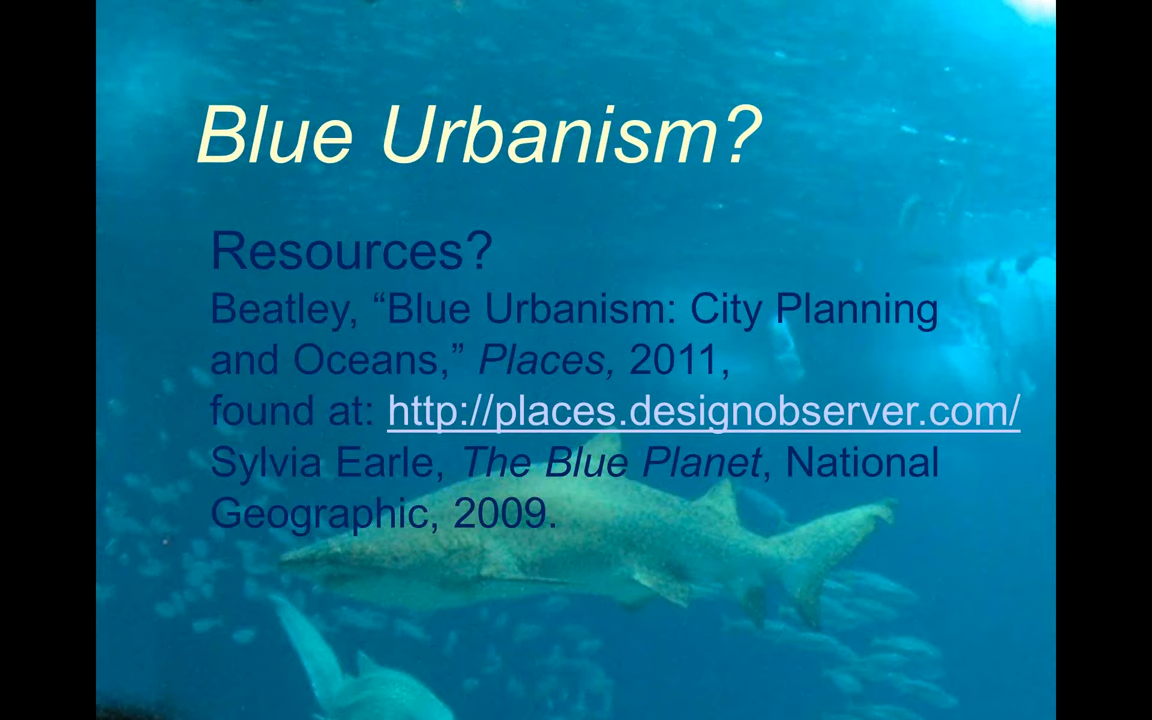 Blue Urbanism?
Resources?
Beatley, “Blue Urbanism: City Planning
and Oceans,” Places, 2011,
found at: http://places.designobserver.com/
Sylvia Earle, The Blue Planet, National
Geographic, 2009.